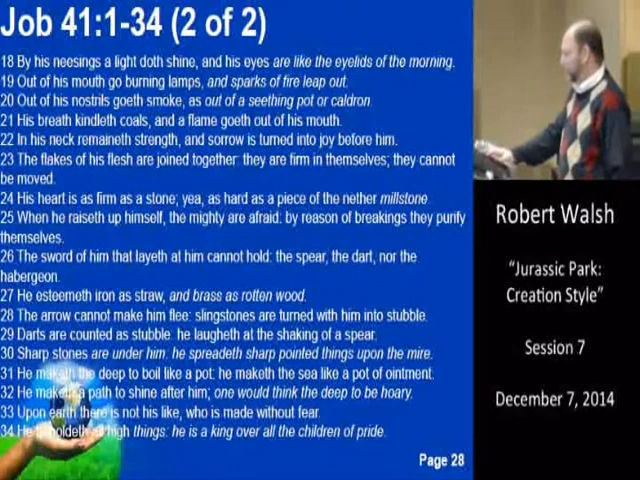 Job 41:1-34 (2 of 2)
18 By his neesings a light doth shine, and his eyes are like the eyelids of the morning.
19 Out of his mouth go burning lamps, and sparks of fire leap out.
20 Out of his nostrils goeth smoke, as out of a seething pot or caldron
21 His breath kindleth coals, and a flame goeth out of his mouth.
22 In his neck remaineth strength, and sorrow is turned into joy before him.
23 The flakes of his flesh are joined together: they are firm in themselves; they cannot
be moved.
24 His heart is as firm as a stone; yea, as hard as a piece of the nether millstone.
25 When he raiseth up himself, the mighty are afraid: by reason of breakings they purify
themselves.
26 The sword of him that layeth at him cannot hold: the spear, the dart, nor the
habergeon.
27 He esteemeth iron as straw, and brass as rotten wood.
28 The arrow cannot make him flee: slingstones are turned with him into stubble.
29 Darts are counted as stubble: he laugheth at the shaking of a spear.
30 Sharp stones are under him: he spreadeth sharp pointed things upon the mire.
31 He maketh the deep to boil like a pot: he maketh the sea like a pot of ointment.
32 He maketh a path to shine after him; one would think the deep to be hoary.
33 Upon earth there is not his like, who is made without fear.
34 He beholdeth all high things: he is a king over all the children of pride.
Page 28
Robert Walsh
"Jurassic Park:
Creation Style"
Session 7
December 7, 2014